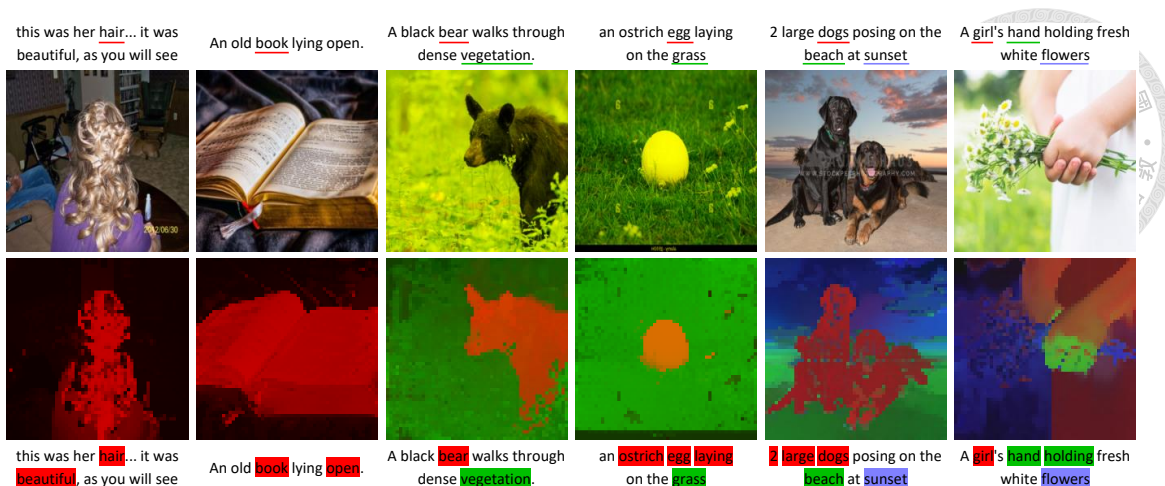 this was her hair... it was
beautiful, as you will see
An old book lying open.
A black bear walks through
dense vegetation.
an ostrich egg laying
on the grass
2 large dogs posing on the
beach at sunset
A girl's hand holding fresh
white flowers
2012/06/30
this was her hair... it was
beautiful, as you will see
An old book lying open.
A black bear walks through
dense vegetation.
an ostrich egg laying
on the grass
2 large dogs posing on the
beach at sunset
A girl's hand holding fresh
white flowers